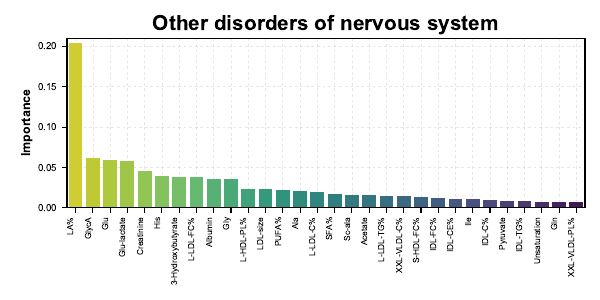 Other disorders of nervous system
Importance
0.20
0.15
0.10
0.05
0.00
LA%
GlycA
Glu
Glu-lactate
Creatinine
His
3-Hydroxybutyrate
L-LDL-FC%
Albumin
Gly
L-HDL-PL%
LDL-size
PUFA%
Ala
L-LDL-C%
SFA%
Sc-ala
Acetate
L-LDL-TG%
XXL-VLDL-C%
S-HDL-FC%
IDL-FC%
IDL-CE%
Ile
IDL-C%
Pyruvate
IDL-TG%
Unsaturation
Gln
XXL-VLDL-PL%